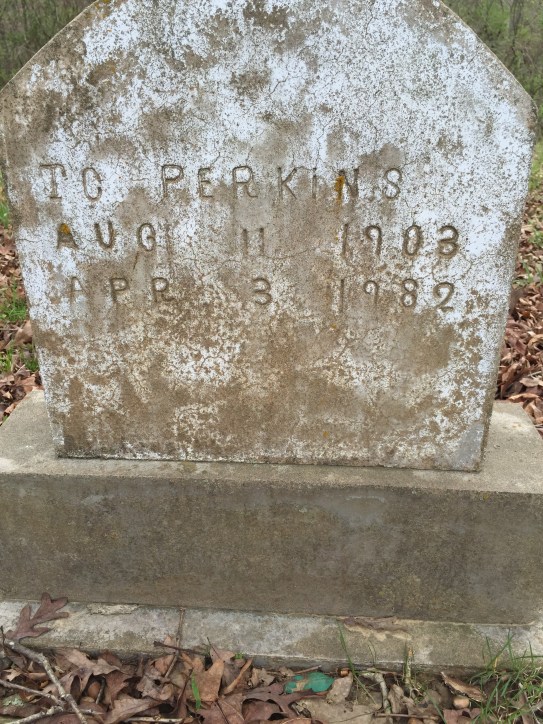 TC PERKINS
AUG 11 1903
APR 3 1982